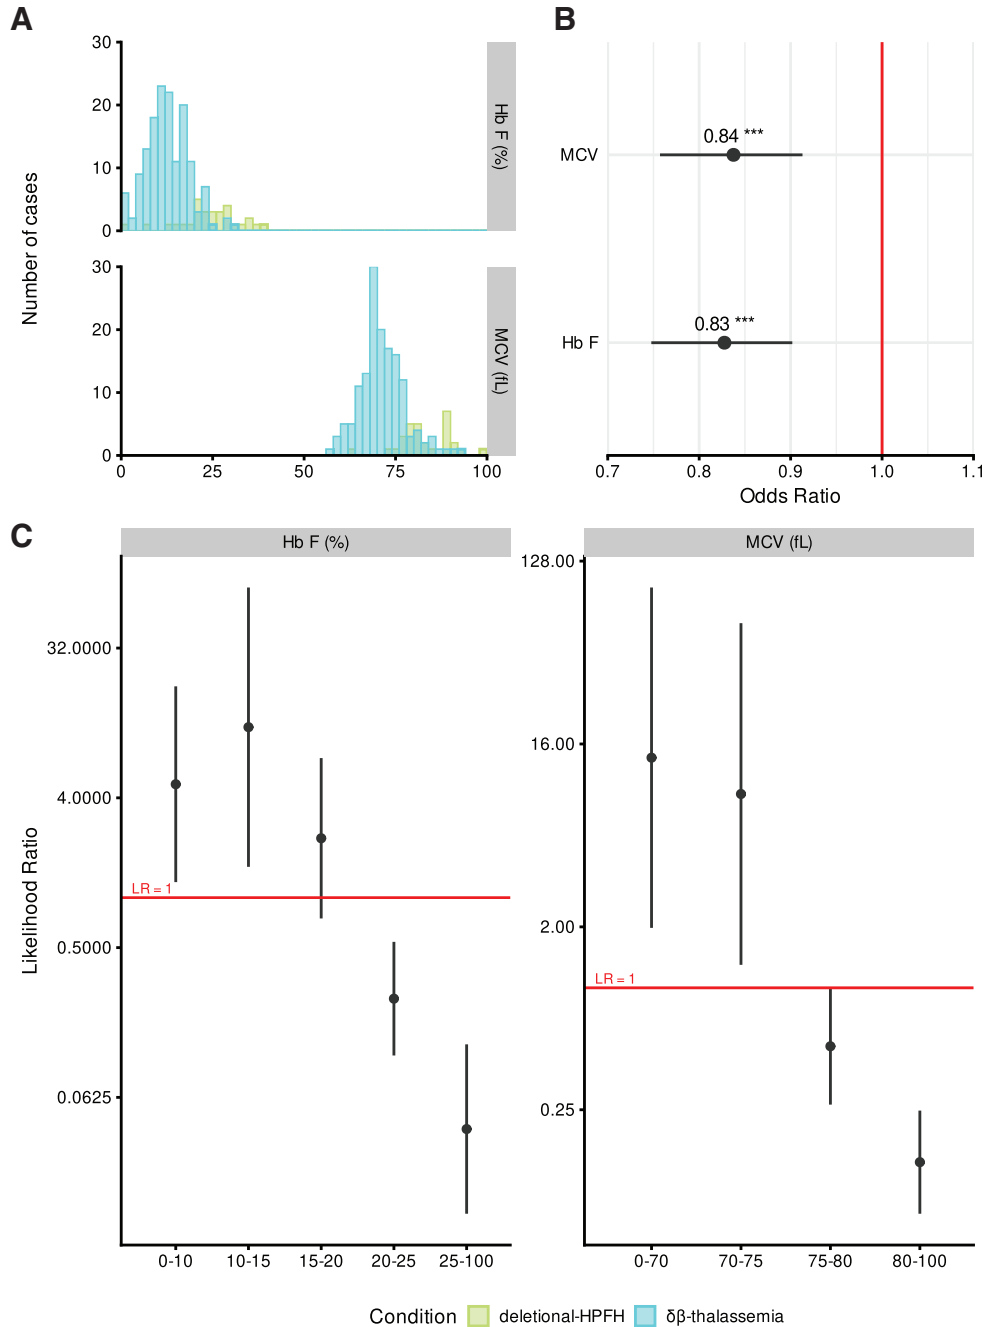 A
Number of cases
30
20
10
0
Hb F (%)
30
20
10
0
MCV (fL)
0 25 50 75 100
B
MCV
0.84 ***
Hb F
0.83 ***
0.7 0.8 0.9 1.0 1.1
Odds Ratio
C
Likelihood Ratio
Hb F (%)
32.0000
4.0000
0.5000
0.0625
LR = 1
0-10 10-15 15-20 20-25 25-100
MCV (fL)
128.00
16.00
2.00
0.25
LR = 1
0-70 70-75 75-80 80-100
Condition deletional-HPFH δβ-thalassemia